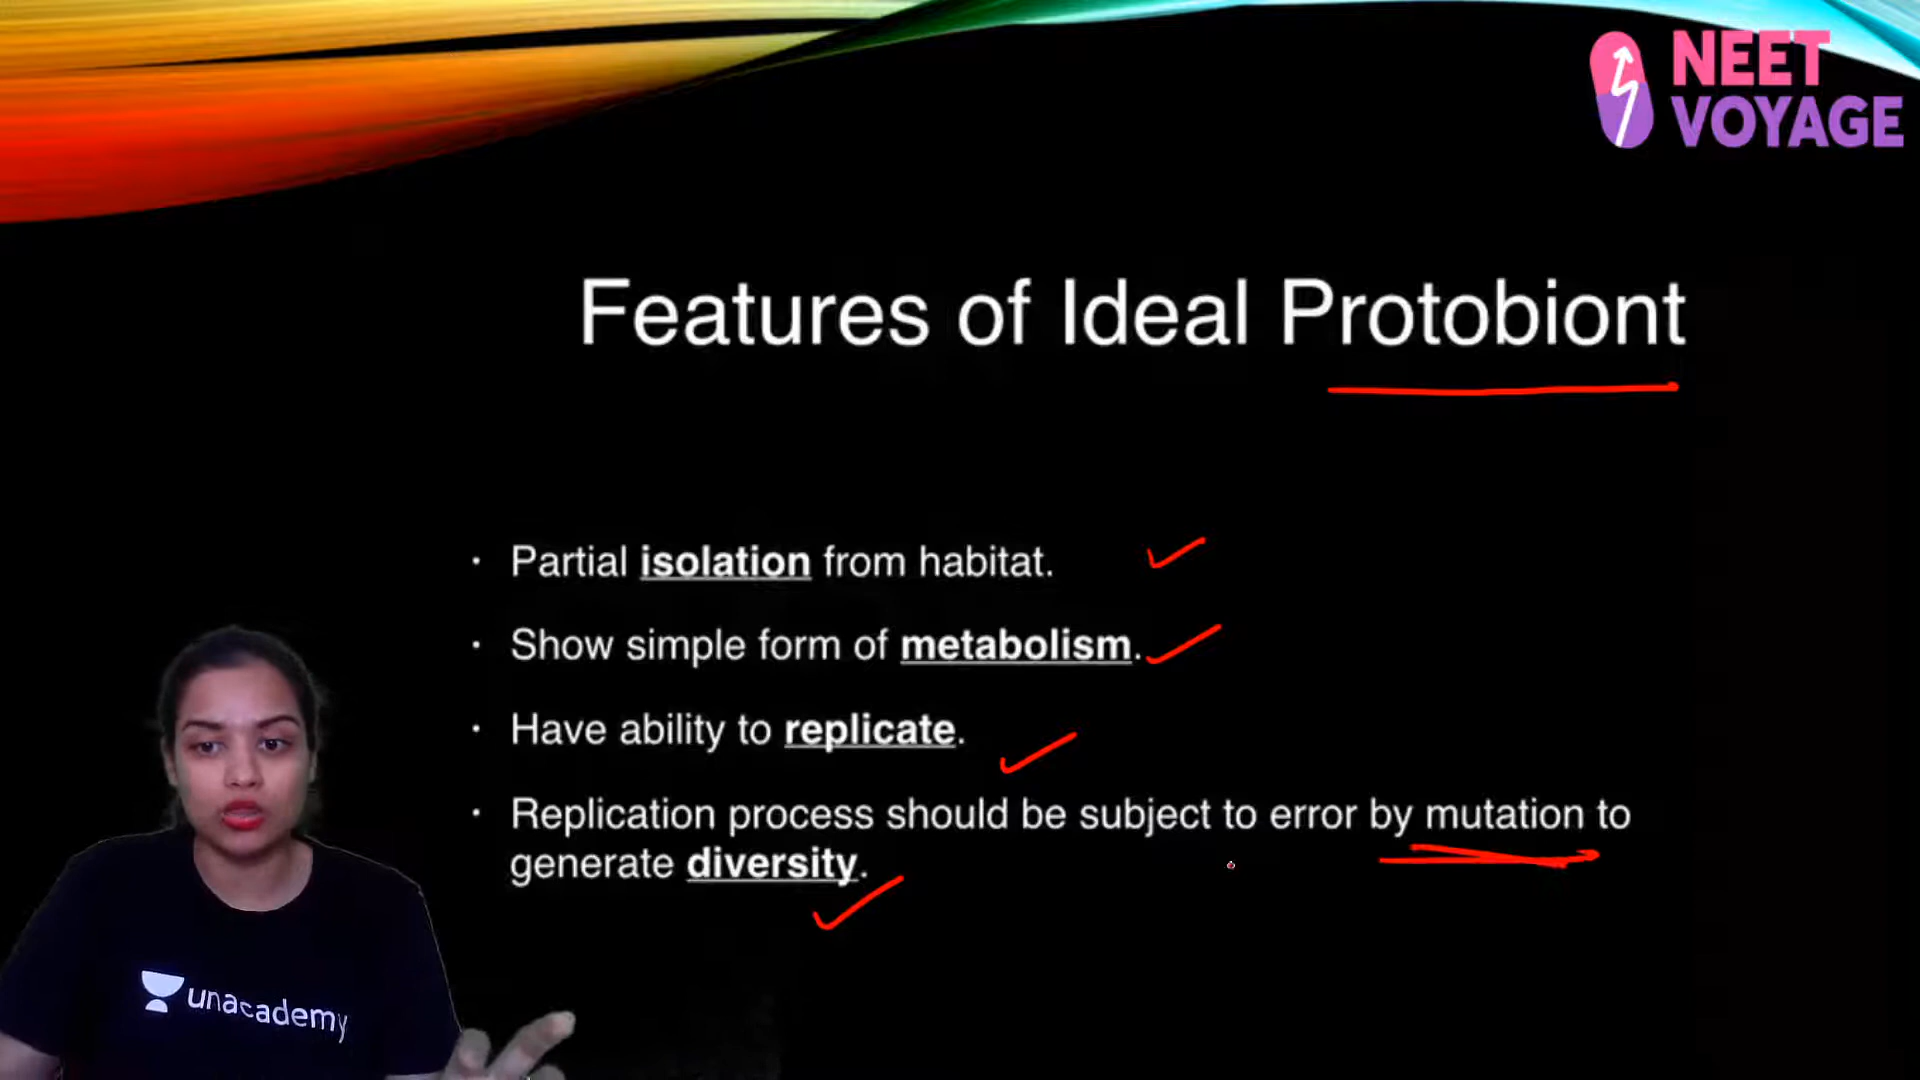 NEET
VOYAGE
Features of Ideal Protobiont
· Partial isolation from habitat.
· Show simple form of metabolism.
· Have ability to replicate.
· Replication process should be subject to error by mutation to
generate diversity.
unacademy